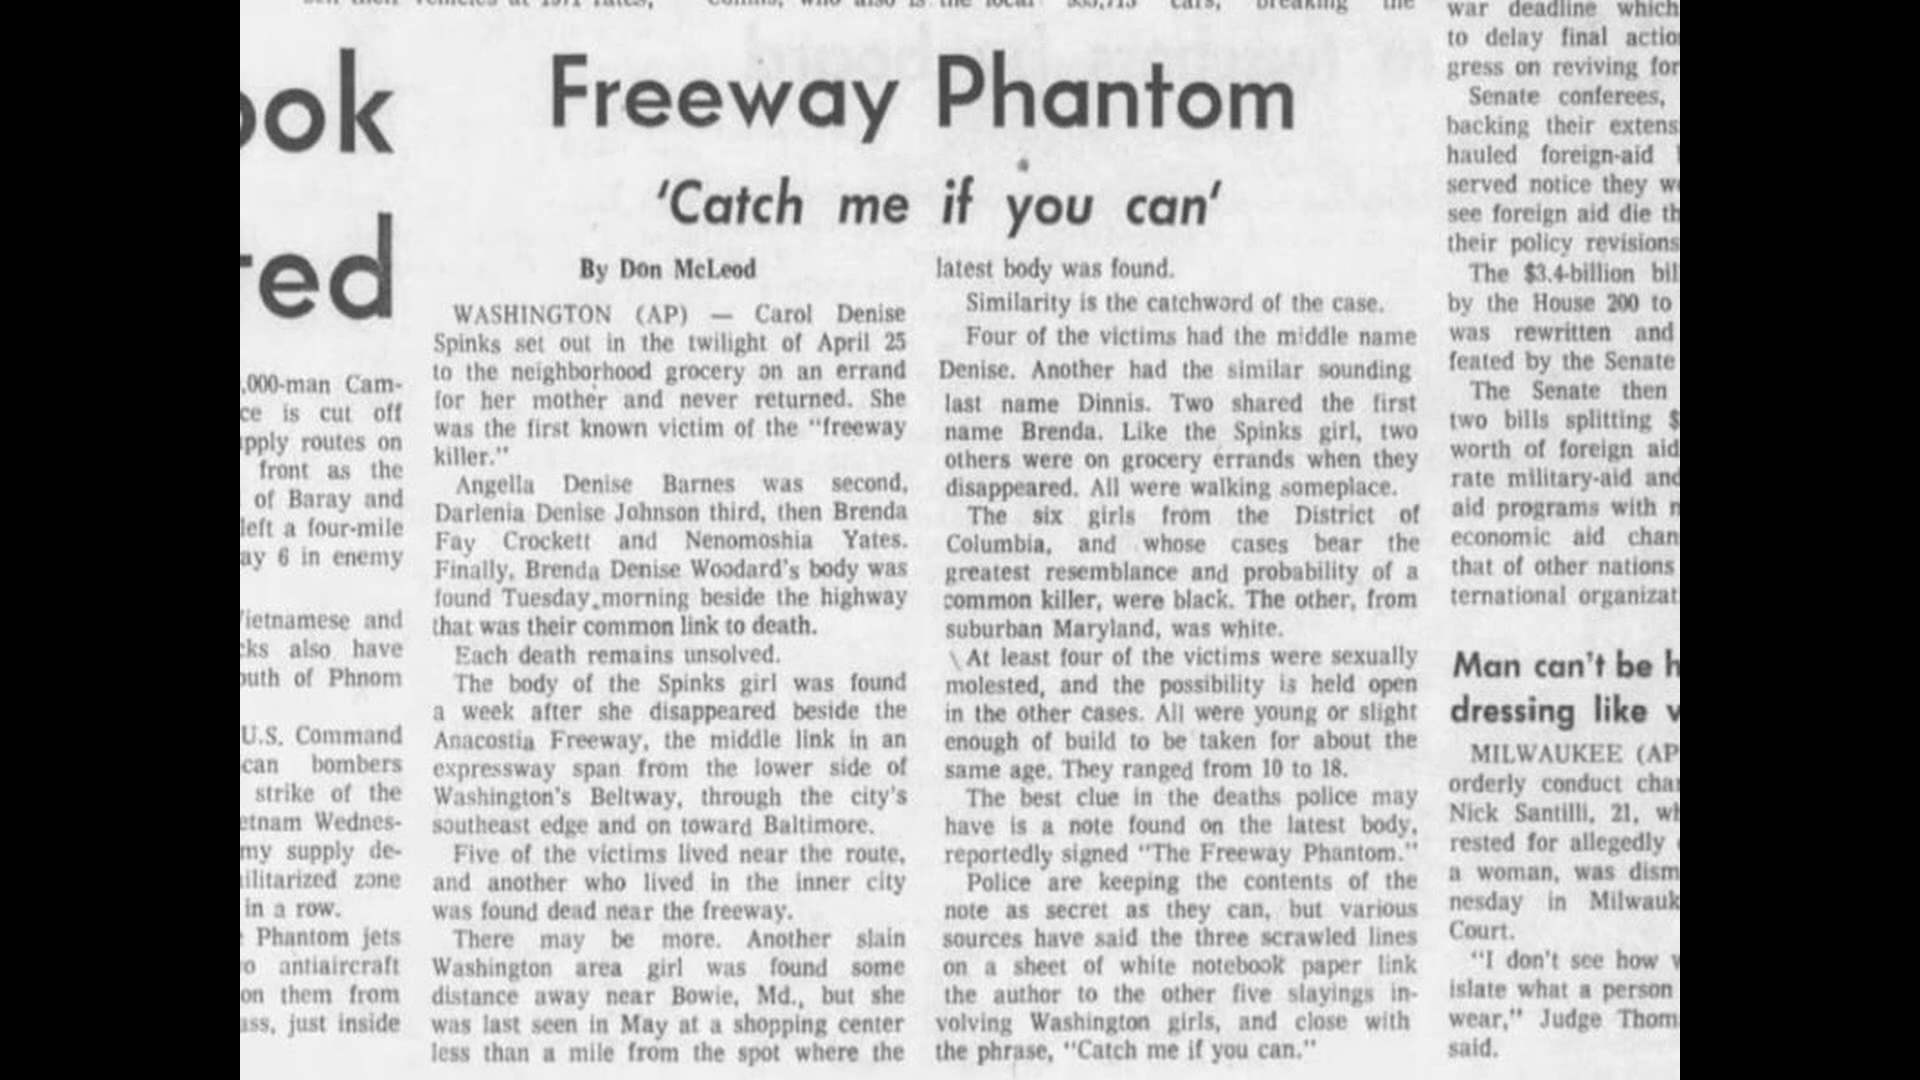 ook
red
,000-man Cam-
ce is cut off
pply routes on
front as the
of Baray and
left a four-mile
ay 6 in enemy
ietnamese and
cks also have
outh of Phnom
U.S. Command
can bombers
strike of the
etnam Wednes-
my supply de-
ilitarized zone
in a row.
Phantom jets
o antiaircraft
on them from
ass, just inside
Freeway Phantom
'Catch me if you can'
By Don McLeod
WASHINGTON (AP) — Carol Denise
Spinks set out in the twilight of April 25
to the neighborhood grocery on an errand
for her mother and never returned. She
was the first known victim of the "freeway
killer."
Angella Denise Barnes was second,
Darlenia Denise Johnson third, then Brenda
Fay Crockett and Nenomoshia Yates.
Finally, Brenda Denise Woodard's body was
found Tuesday morning beside the highway
that was their common link to death.
Each death remains unsolved.
The body of the Spinks girl was found
a week after she disappeared beside the
Anacostia Freeway, the middle link in an
expressway span from the lower side of
Washington's Beltway, through the city's
southeast edge and on toward Baltimore.
Five of the victims lived near the route,
and another who lived in the inner city
was found dead near the freeway.
There may be more. Another slain
Washington area girl was found some
distance away near Bowie, Md., but she
was last seen in May at a shopping center
less than a mile from the spot where the
latest body was found.
Similarity is the catchword of the case.
Four of the victims had the middle name
Denise. Another had the similar sounding
last name Dinnis. Two shared the first
name Brenda. Like the Spinks girl, two
others were on grocery errands when they
disappeared. All were walking someplace.
The six girls from the District of
Columbia, and whose cases bear the
greatest resemblance and probability of a
common killer, were black. The other, from
suburban Maryland, was white.
At least four of the victims were sexually
molested, and the possibility is held open
in the other cases. All were young or slight
enough of build to be taken for about the
same age. They ranged from 10 to 18.
The best clue in the deaths police may
have is a note found on the latest body,
reportedly signed "The Freeway Phantom."
Police are keeping the contents of the
note as secret as they can, but various
sources have said the three scrawled lines
on a sheet of white notebook paper link
the author to the other five slayings in-
volving Washington girls, and close with
the phrase, "Catch me if you can."
war deadline which
to delay final actio
gress on reviving for
Senate conferees,
backing their extens
hauled foreign-aid
served notice they w
see foreign aid die th
their policy revisions
The $3.4-billion bil
by the House 200 to
was rewritten and
feated by the Senate
The Senate then
two bills splitting $
worth of foreign aid
rate military-aid and
aid programs with
economic aid chan
that of other nations
ternational organizat
Man can't be h
dressing like
MILWAUKEE (AP
orderly conduct char
Nick Santilli, 21, wh
rested for allegedly
a woman, was dism
nesday in Milwauk
Court.
"I don't see how
islate what a person
wear," Judge Thom
said.